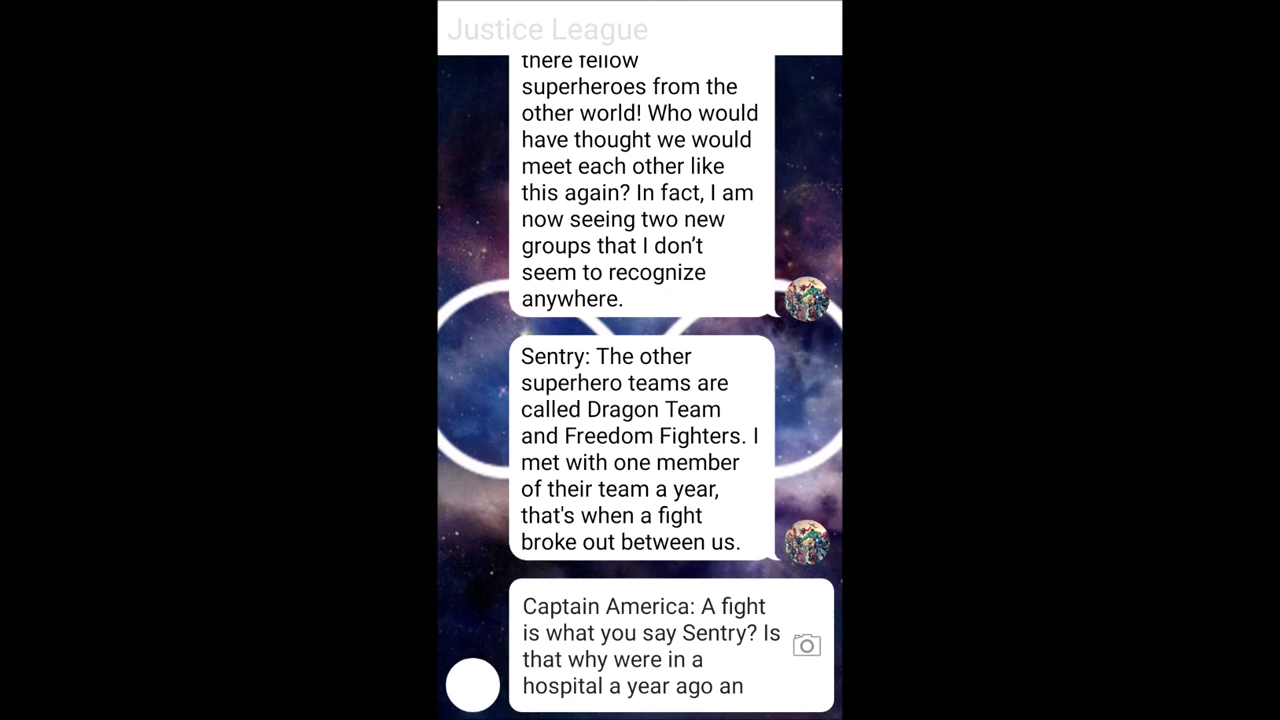 Justice League
there fellow
superheroes from the
other world! Who would
have thought we would
meet each other like
this again? In fact, I am
now seeing two new
groups that I don’t
seem to recognize
anywhere.
Sentry: The other
superhero teams are
called Dragon Team
and Freedom Fighters. I
met with one member
of their team a year,
that's when a fight
broke out between us.
Captain America: A fight
is what you say Sentry? Is
that why were in a
hospital a year ago an